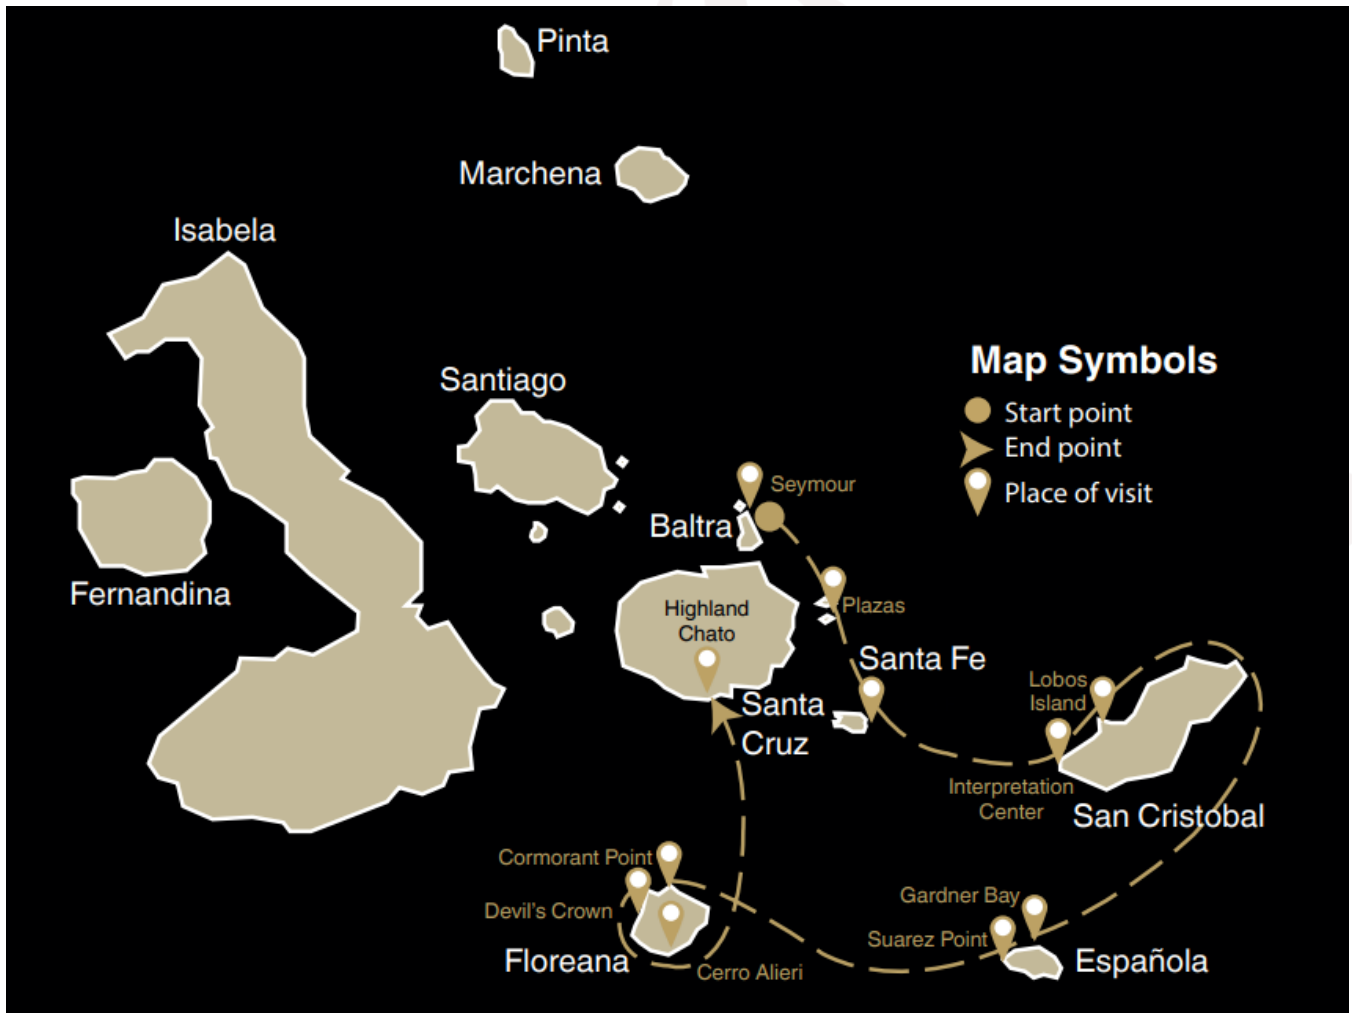 Pinta
Marchena
Isabela
Santiago
Map Symbols
Start point
End point
Place of visit
Seymour
Baltra
Fernandina
Highland
Chato
Plazas
Santa Fe
Lobos
Island
Santa
Cruz
Interpretation
Center
San Cristobal
Cormorant Point
Devil's Crown
Gardner Bay
Suarez Point
Floreana
Cerro Alieri
Española